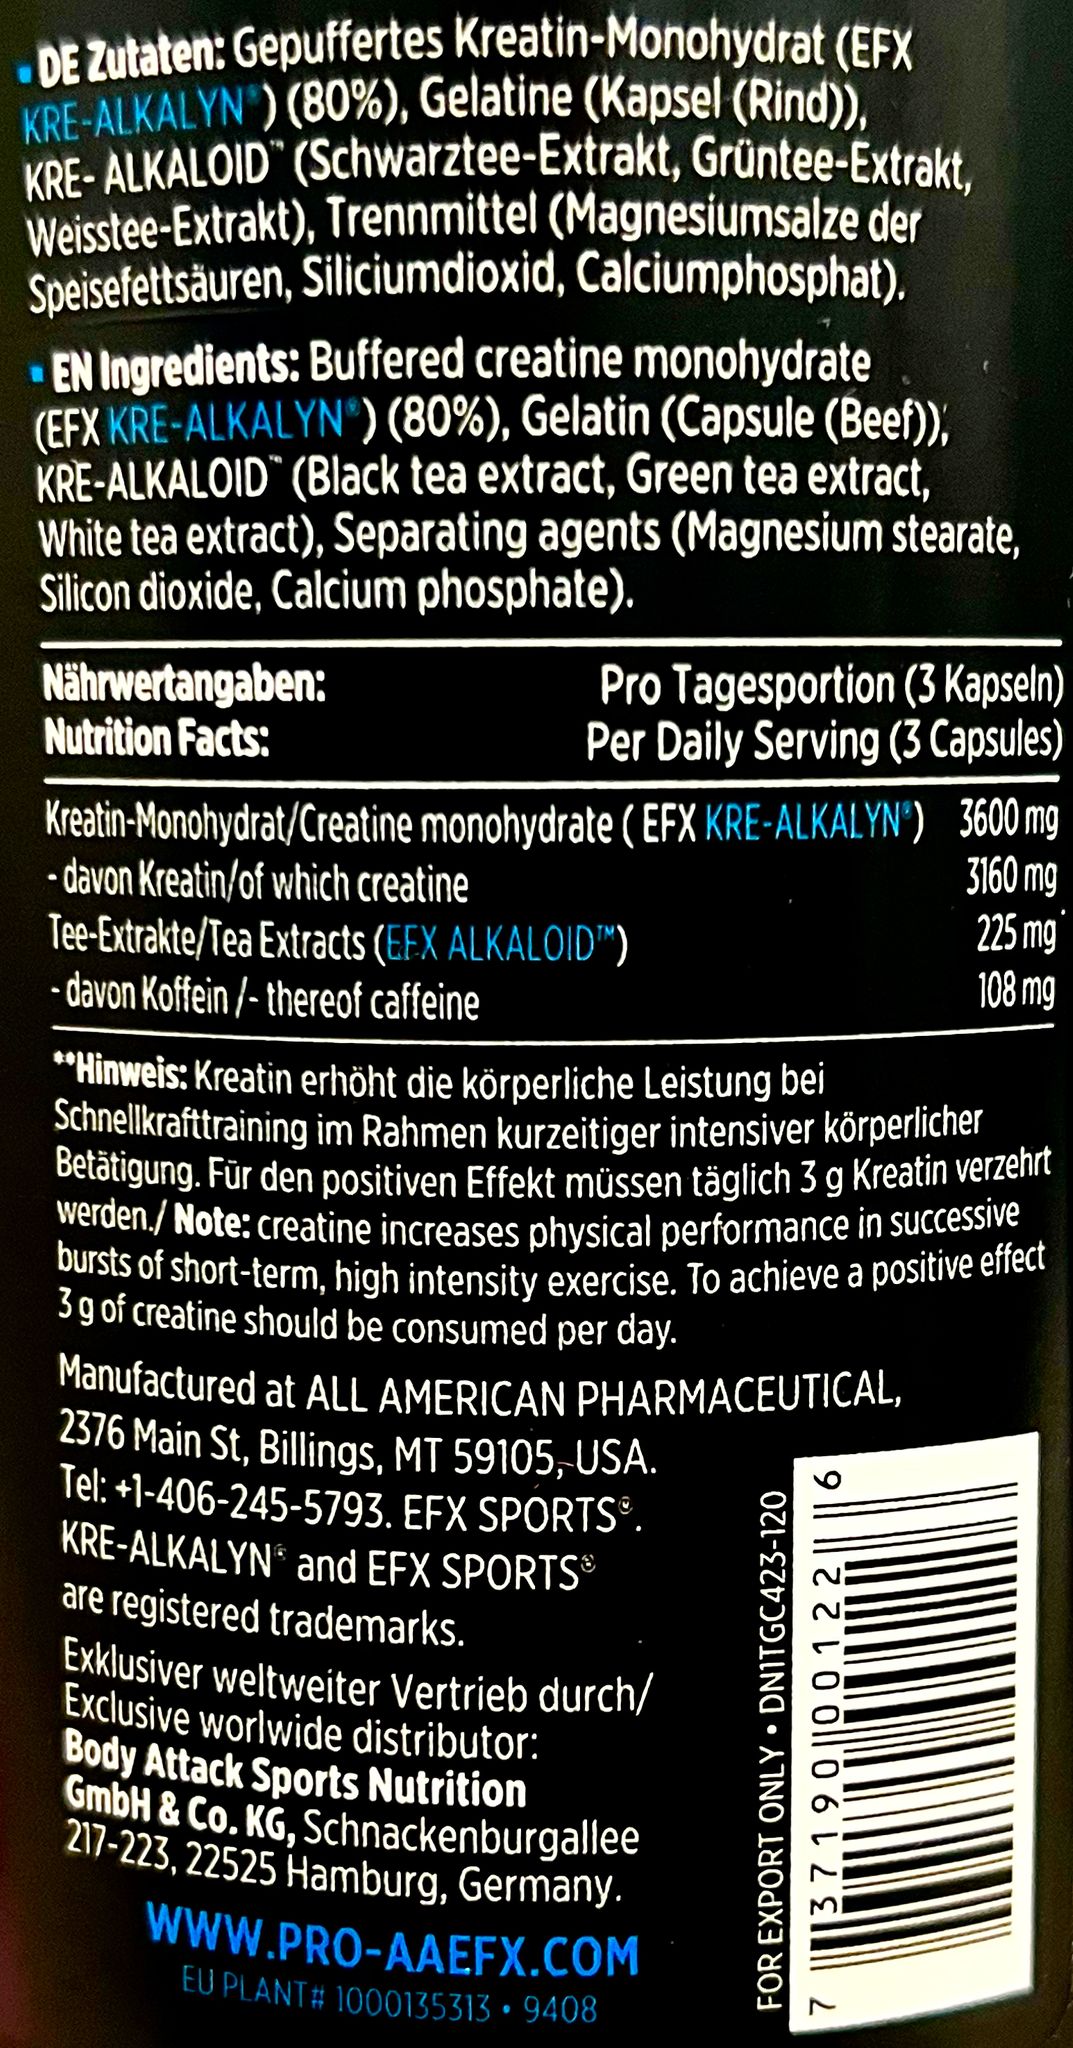 ▪ DE Zutaten: Gepuffertes Kreatin-Monohydrat (EFX
KRE-ALKALYN®) (80%), Gelatine (Kapsel (Rind)),
KRE- ALKALOID™ (Schwarztee-Extrakt, Grüntee-Extrakt,
Weisstee-Extrakt), Trennmittel (Magnesiumsalze der
Speisefettsäuren, Siliciumdioxid, Calciumphosphat).
▪ EN Ingredients: Buffered creatine monohydrate
(EFX KRE-ALKALYN®) (80%), Gelatin (Capsule (Beef)),
KRE-ALKALOID™ (Black tea extract, Green tea extract,
White tea extract), Separating agents (Magnesium stearate,
Silicon dioxide, Calcium phosphate).
Nährwertangaben: Pro Tagesportion (3 Kapseln)
Nutrition Facts: Per Daily Serving (3 Capsules)
Kreatin-Monohydrat/Creatine monohydrate ( EFX KRE-ALKALYN®) 3600 mg
- davon Kreatin/of which creatine 3160 mg
Tee-Extrakte/Tea Extracts (EFX ALKALOID™) 225 mg
- davon Koffein /- thereof caffeine 108 mg
**Hinweis: Kreatin erhöht die körperliche Leistung bei
Schnellkrafttraining im Rahmen kurzeitiger intensiver körperlicher
Betätigung. Für den positiven Effekt müssen täglich 3 g Kreatin verzehrt
werden./ Note: creatine increases physical performance in successive
bursts of short-term, high intensity exercise. To achieve a positive effect
3 g of creatine should be consumed per day.
Manufactured at ALL AMERICAN PHARMACEUTICAL,
2376 Main St, Billings, MT 59105, USA.
Tel: +1-406-245-5793. EFX SPORTS®.
KRE-ALKALYN® and EFX SPORTS®
are registered trademarks.
Exklusiver weltweiter Vertrieb durch/
Exclusive worlwide distributor:
Body Attack Sports Nutrition
GmbH & Co. KG, Schnackenburgallee
217-223, 22525 Hamburg, Germany.
WWW.PRO-AAEFX.COM
EU PLANT# 1000135313 • 9408
FOR EXPORT ONLY • DN1TGC423-120
7 37190 00122 6